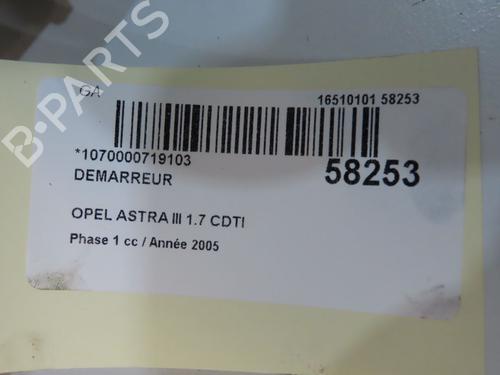 B-PARTS
GA
16510101 58253
*1070000719103
58253
DEMARREUR
OPEL ASTRA III 1.7 CDTI
Phase 1 cc / Année 2005